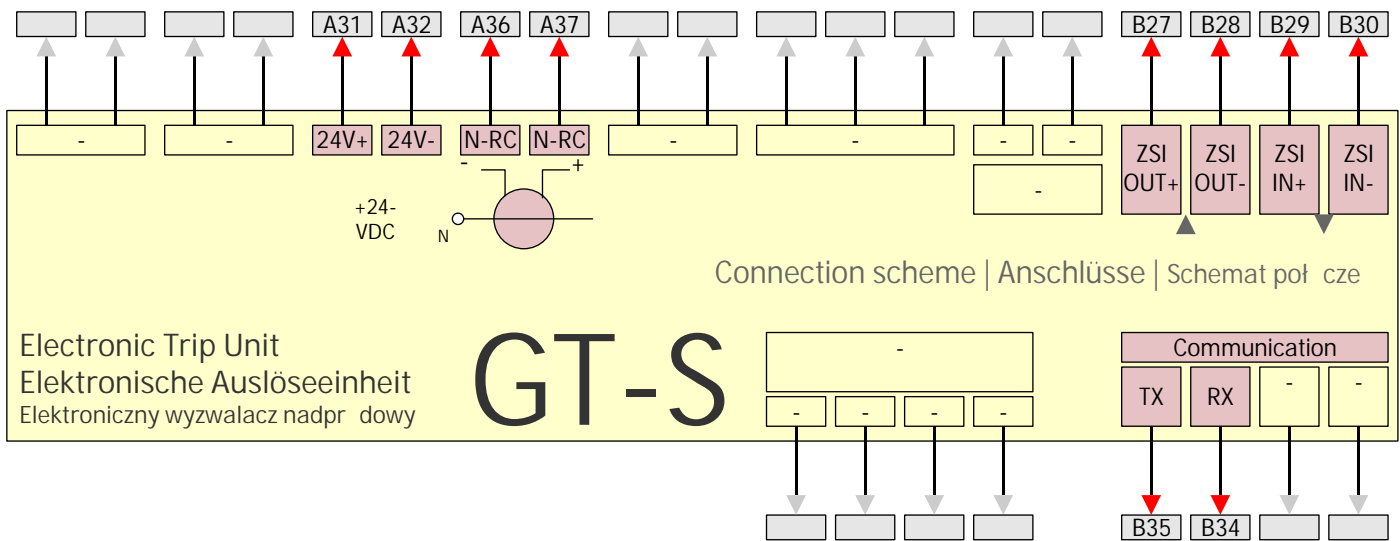 A31 A32 A36 A37 B27 B28 B29 B30
- - 24V+ 24V- N-RC N-RC - - - - ZSI OUT+ ZSI OUT- ZSI IN+ ZSI IN-
- +
-
+24-
VDC
N
Connection scheme | Anschlüsse | Schemat poł cze
Electronic Trip Unit
Elektronische Auslöseeinheit
Elektroniczny wyzwalacz nadpr dowy
GT-S
-
- - - -
Communication
TX RX - -
B35 B34